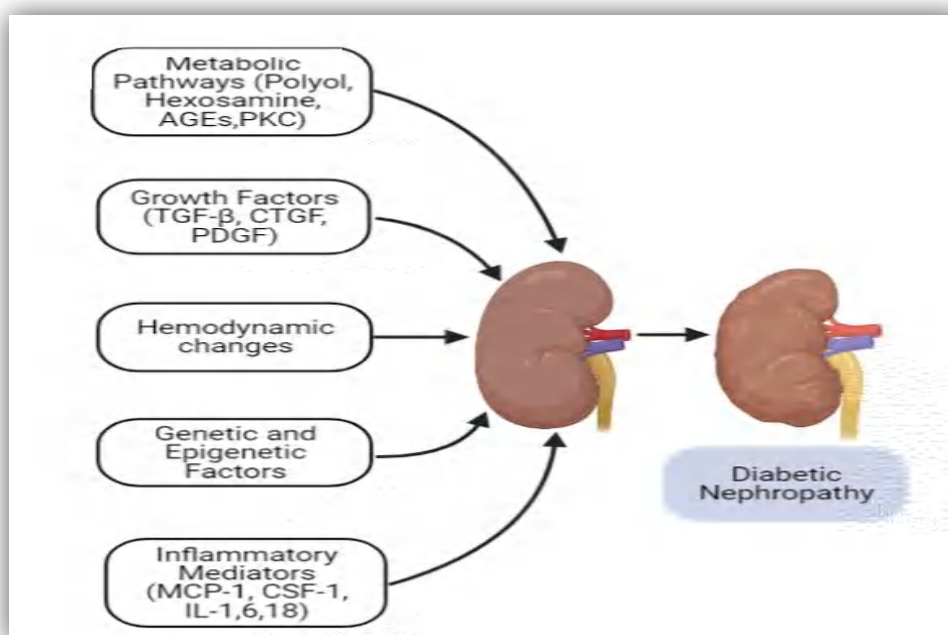 Metabolic
Pathways (Polyol,
Hexosamine,
AGEs,PKC)
Growth Factors
(TGF-β, CTGF,
PDGF)
Hemodynamic
changes
Genetic and
Epigenetic
Factors
Inflammatory
Mediators
(MCP-1, CSF-1,
IL-1,6,18)
Diabetic
Nephropathy